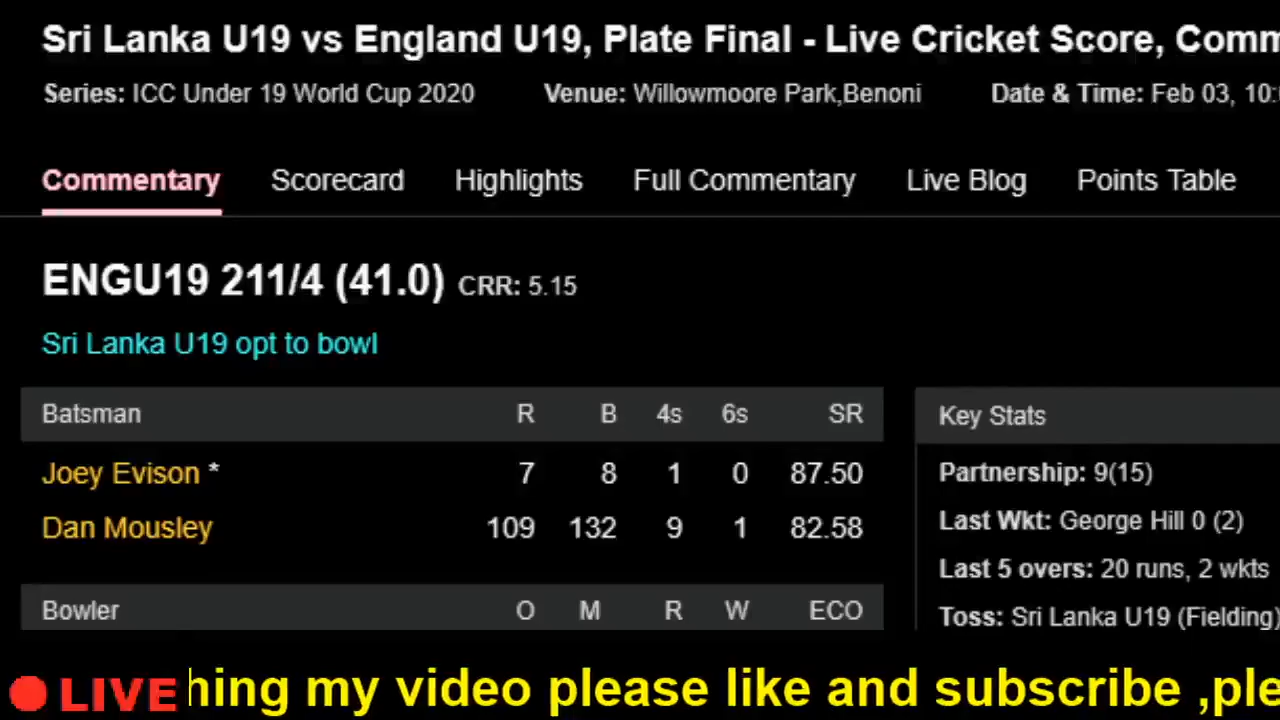 Sri Lanka U19 vs England U19, Plate Final - Live Cricket Score, Comm
Series: ICC Under 19 World Cup 2020 Venue: Willowmoore Park,Benoni Date & Time: Feb 03, 10:
Commentary Scorecard Highlights Full Commentary Live Blog Points Table
ENGU19 211/4 (41.0) CRR: 5.15
Sri Lanka U19 opt to bowl
Batsman R B 4s 6s SR
Joey Evison * 7 8 1 0 87.50
Dan Mousley 109 132 9 1 82.58
Bowler O M R W ECO
Key Stats
Partnership: 9(15)
Last Wkt: George Hill 0 (2)
Last 5 overs: 20 runs, 2 wkts
Toss: Sri Lanka U19 (Fielding)
LIVE hing my video please like and subscribe ,ple